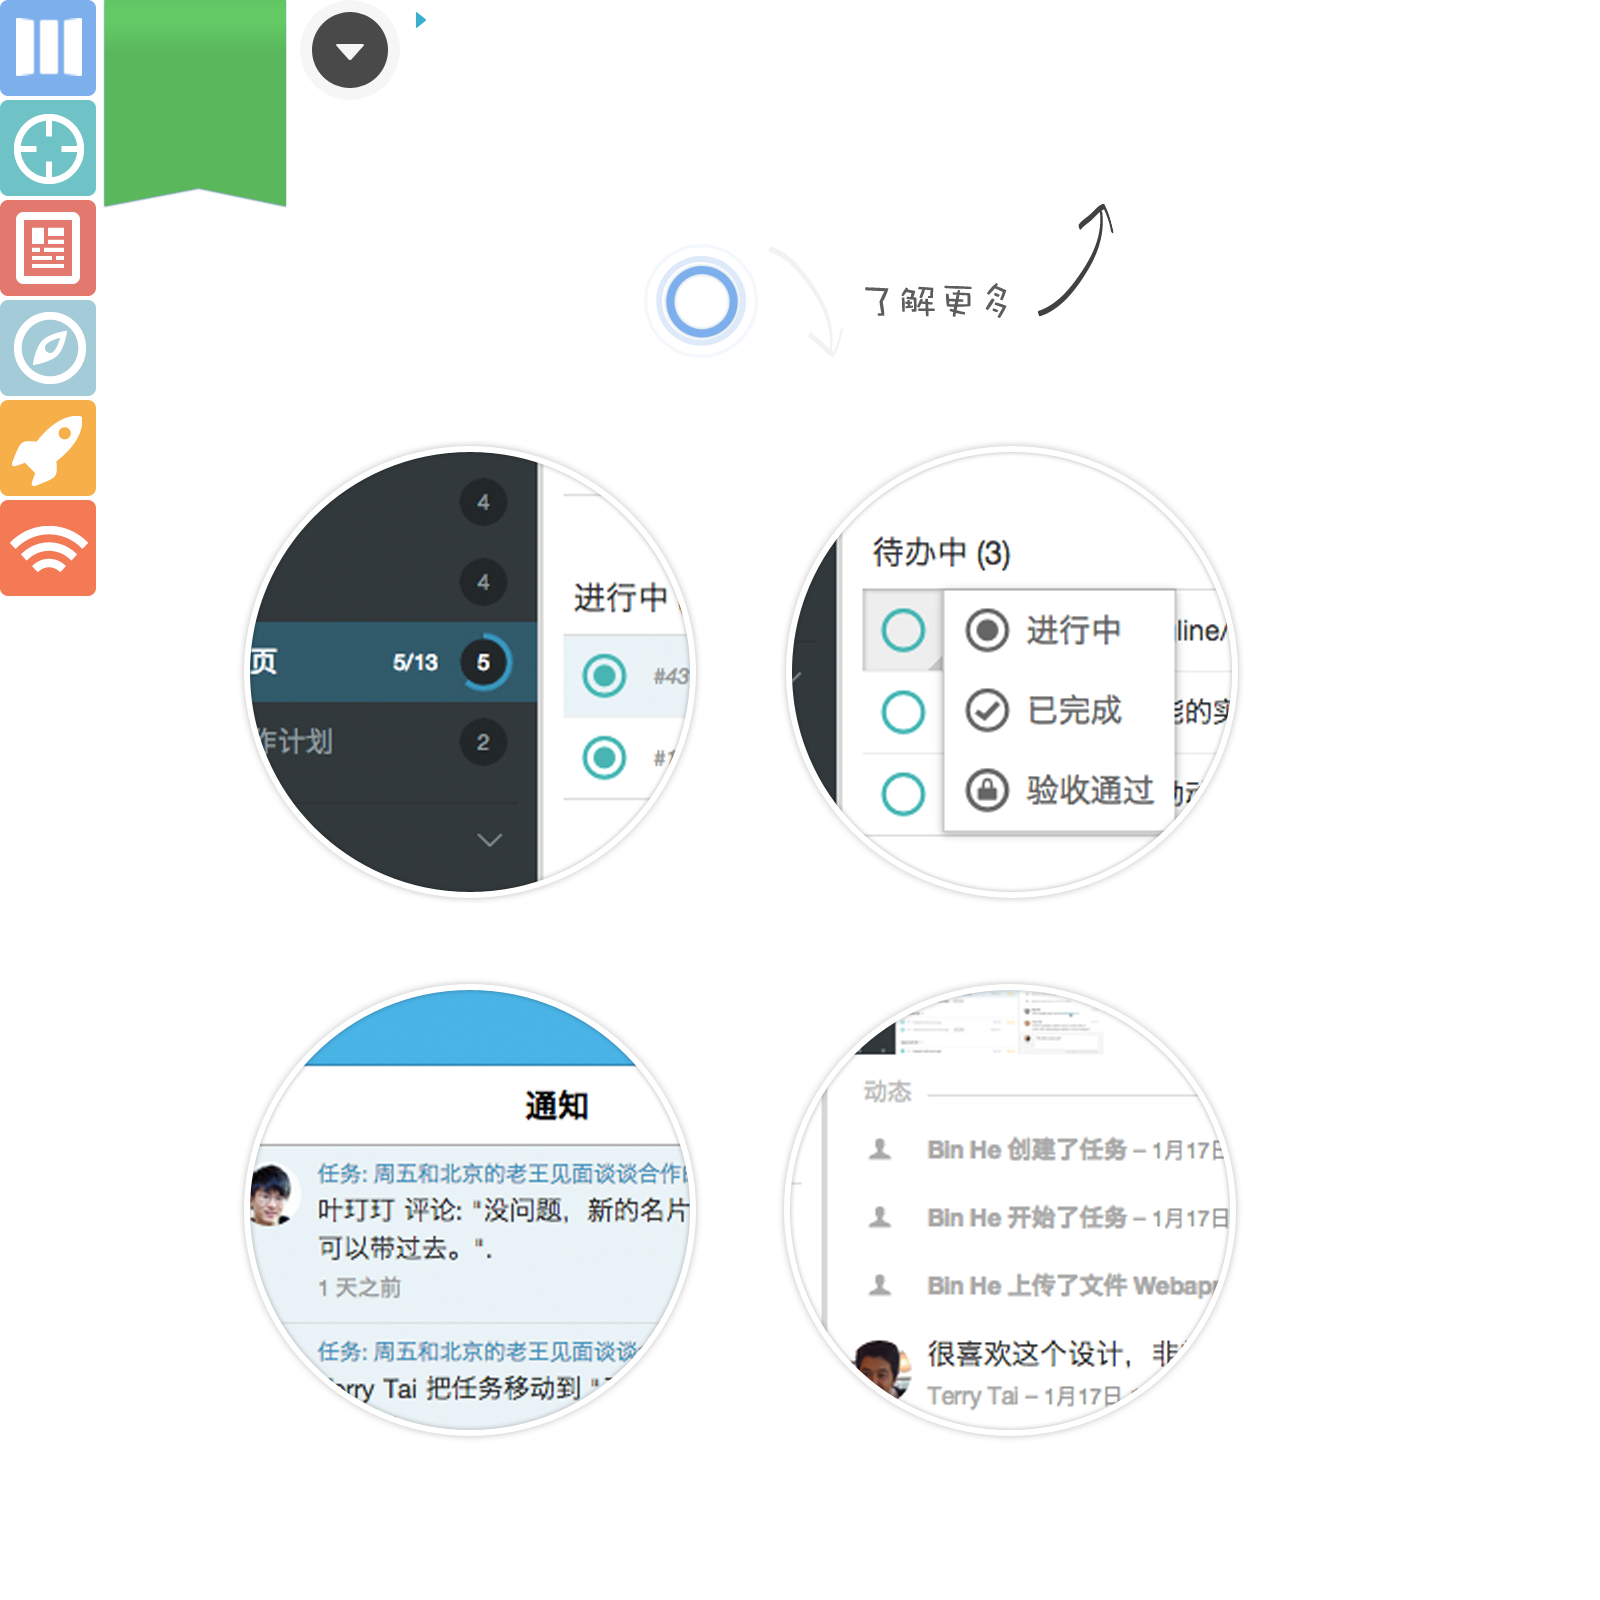 了解更多
4
4
页 5/13 5
作计划 2
进行中
#43
#1
待办中 (3)
进行中
已完成
验收通过
line/
能的实
通知
任务: 周五和北京的老王见面谈谈合作
叶玎玎 评论: "没问题，新的名片
可以带过去。".
1 天之前
任务: 周五和北京的老王见面谈谈
Terry Tai 把任务移动到 "
动态
Bin He 创建了任务 – 1月17日
Bin He 开始了任务 – 1月17日
Bin He 上传了文件 Webapp
很喜欢这个设计，非
Terry Tai – 1月17日